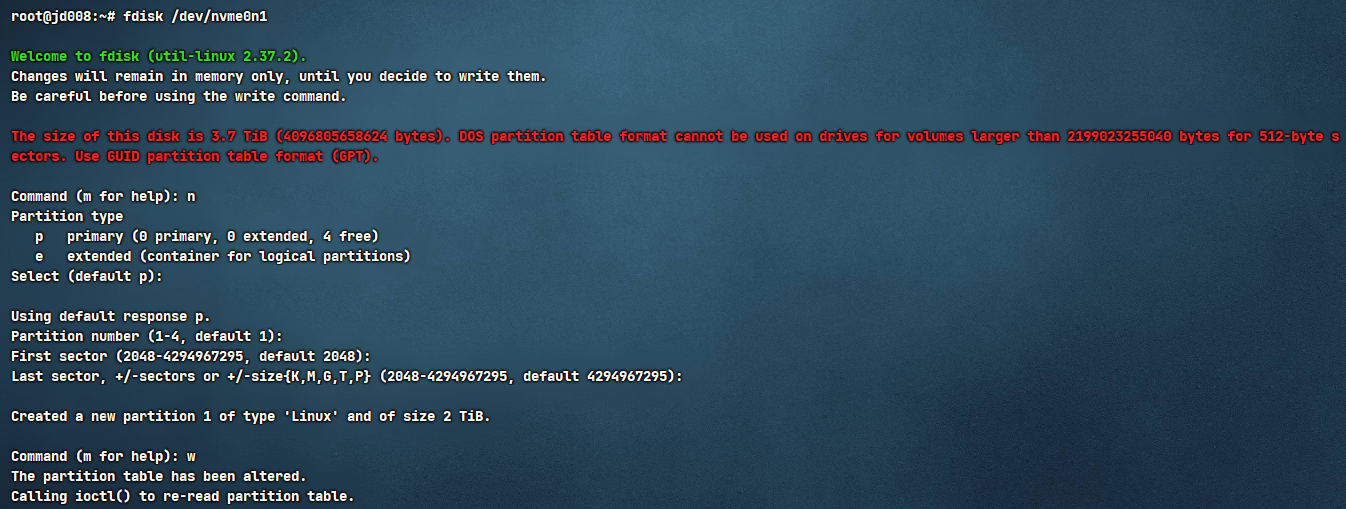 root@jd008:~# fdisk /dev/nvme0n1
Welcome to fdisk (util-linux 2.37.2).
Changes will remain in memory only, until you decide to write them.
Be careful before using the write command.
The size of this disk is 3.7 TiB (4096805658624 bytes). DOS partition table format cannot be used on drives for volumes larger than 2199023255040 bytes for 512-byte s
ectors. Use GUID partition table format (GPT).
Command (m for help): n
Partition type
   p   primary (0 primary, 0 extended, 4 free)
   e   extended (container for logical partitions)
Select (default p):
Using default response p.
Partition number (1-4, default 1):
First sector (2048-4294967295, default 2048):
Last sector, +/-sectors or +/-size{K,M,G,T,P} (2048-4294967295, default 4294967295):
Created a new partition 1 of type 'Linux' and of size 2 TiB.
Command (m for help): w
The partition table has been altered.
Calling ioctl() to re-read partition table.